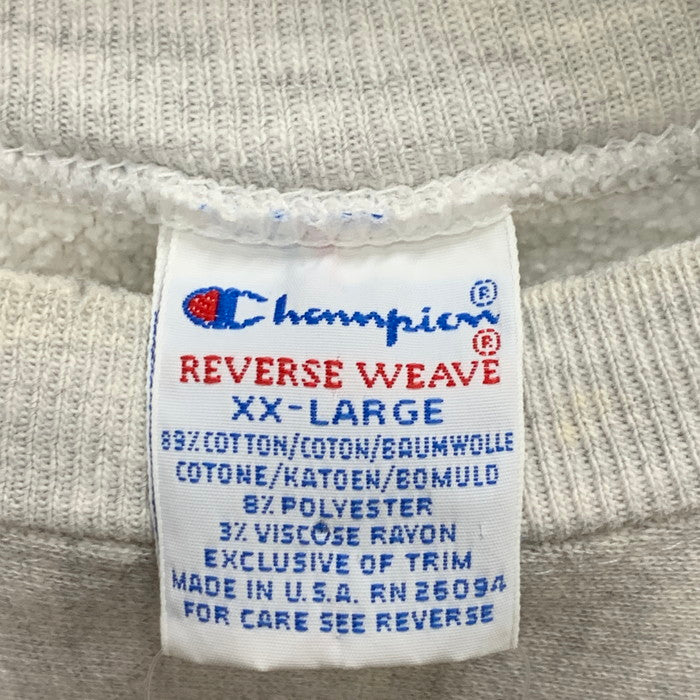 Champion®
REVERSE WEAVE®
XX-LARGE
89% COTTON/COTON/BAUMWOLLE
COTONE/KATOEN/BOMULD
8% POLYESTER
3% VISCOSE RAYON
EXCLUSIVE OF TRIM
MADE IN U.S.A. RN 26094
FOR CARE SEE REVERSE